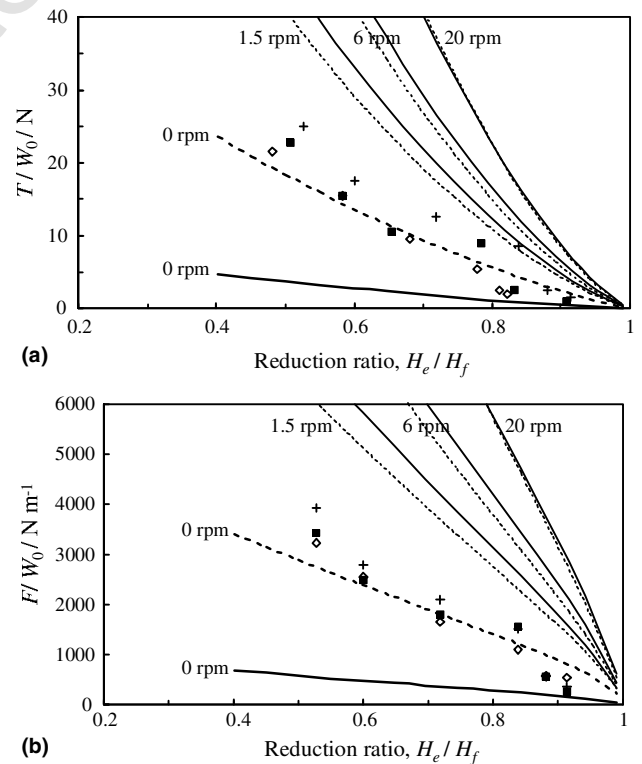 40
1.5 rpm
6 rpm
20 rpm
30
T / W0 / N
0 rpm
20
10
0 rpm
0
0.2
0.4
0.6
0.8
1
(a)
Reduction ratio, He / Hf
6000
1.5 rpm
6 rpm
20 rpm
5000
4000
F / W0 / N m-1
0 rpm
3000
2000
1000
0 rpm
0
0.2
0.4
0.6
0.8
1
(b)
Reduction ratio, He / Hf